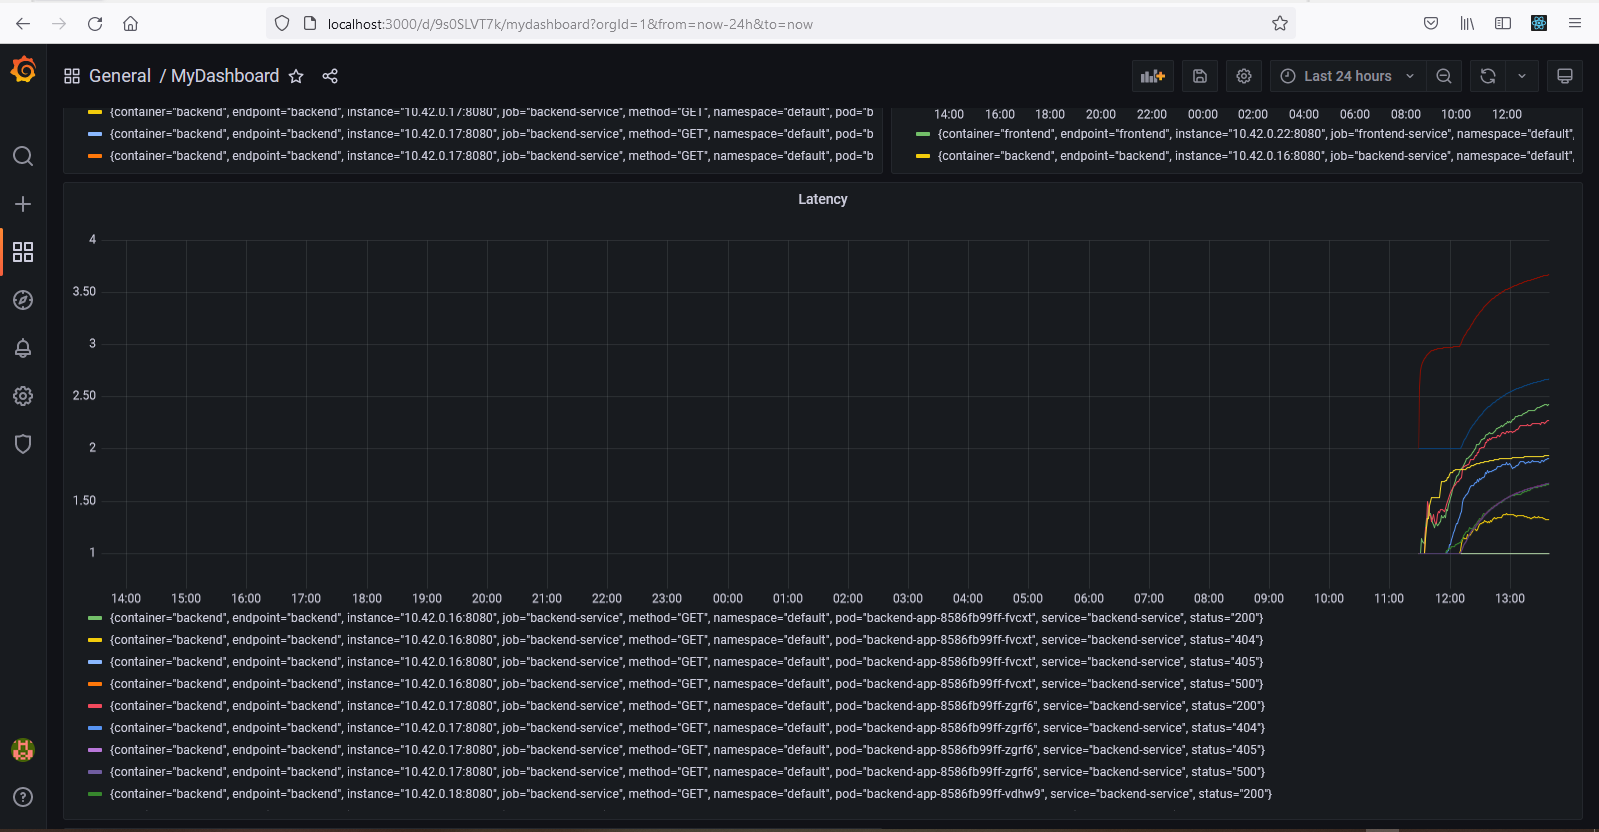 localhost:3000/d/9s0SLVT7k/mydashboard?orgId=1&from=now-24h&to=now
General / MyDashboard
Last 24 hours
{container="backend", endpoint="backend", instance="10.42.0.17:8080", job="backend-service", method="GET", namespace="default", pod="b
{container="backend", endpoint="backend", instance="10.42.0.17:8080", job="backend-service", method="GET", namespace="default", pod="b
{container="backend", endpoint="backend", instance="10.42.0.17:8080", job="backend-service", method="GET", namespace="default", pod="b
14:00 16:00 18:00 20:00 22:00 00:00 02:00 04:00 06:00 08:00 10:00 12:00
{container="frontend", endpoint="frontend", instance="10.42.0.22:8080", job="frontend-service", namespace="default",
{container="backend", endpoint="backend", instance="10.42.0.16:8080", job="backend-service", namespace="default",
Latency
4
3.50
3
2.50
2
1.50
1
14:00 15:00 16:00 17:00 18:00 19:00 20:00 21:00 22:00 23:00 00:00 01:00 02:00 03:00 04:00 05:00 06:00 07:00 08:00 09:00 10:00 11:00 12:00 13:00
{container="backend", endpoint="backend", instance="10.42.0.16:8080", job="backend-service", method="GET", namespace="default", pod="backend-app-8586fb99ff-fvcxt", service="backend-service", status="200"}
{container="backend", endpoint="backend", instance="10.42.0.16:8080", job="backend-service", method="GET", namespace="default", pod="backend-app-8586fb99ff-fvcxt", service="backend-service", status="404"}
{container="backend", endpoint="backend", instance="10.42.0.16:8080", job="backend-service", method="GET", namespace="default", pod="backend-app-8586fb99ff-fvcxt", service="backend-service", status="405"}
{container="backend", endpoint="backend", instance="10.42.0.16:8080", job="backend-service", method="GET", namespace="default", pod="backend-app-8586fb99ff-fvcxt", service="backend-service", status="500"}
{container="backend", endpoint="backend", instance="10.42.0.17:8080", job="backend-service", method="GET", namespace="default", pod="backend-app-8586fb99ff-zgrf6", service="backend-service", status="200"}
{container="backend", endpoint="backend", instance="10.42.0.17:8080", job="backend-service", method="GET", namespace="default", pod="backend-app-8586fb99ff-zgrf6", service="backend-service", status="404"}
{container="backend", endpoint="backend", instance="10.42.0.17:8080", job="backend-service", method="GET", namespace="default", pod="backend-app-8586fb99ff-zgrf6", service="backend-service", status="405"}
{container="backend", endpoint="backend", instance="10.42.0.17:8080", job="backend-service", method="GET", namespace="default", pod="backend-app-8586fb99ff-zgrf6", service="backend-service", status="500"}
{container="backend", endpoint="backend", instance="10.42.0.18:8080", job="backend-service", method="GET", namespace="default", pod="backend-app-8586fb99ff-vdhw9", service="backend-service", status="200"}